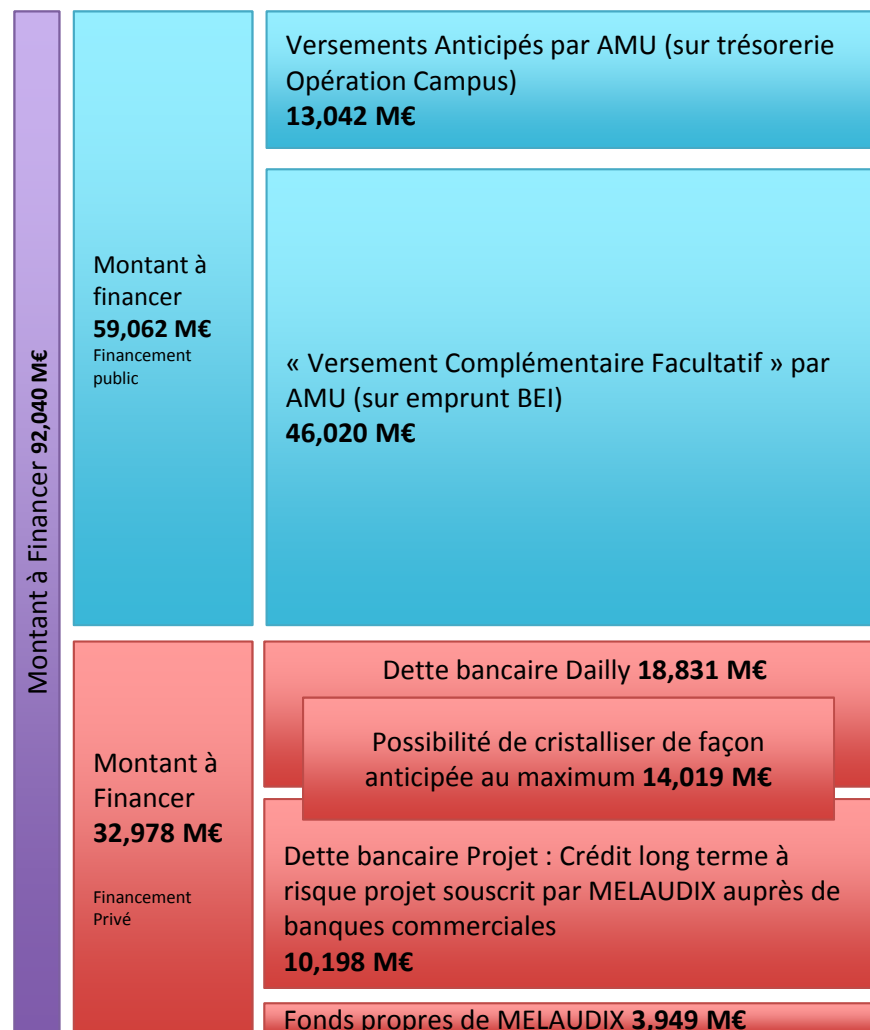 Montant à Financer 92,040 M€
Montant à
financer
59,062 M€
Financement
public
Versements Anticipés par AMU (sur trésorerie
Opération Campus)
13,042 M€
« Versement Complémentaire Facultatif » par
AMU (sur emprunt BEI)
46,020 M€
Montant à
Financer
32,978 M€
Financement
Privé
Dette bancaire Dailly 18,831 M€
Possibilité de cristalliser de façon
anticipée au maximum 14,019 M€
Dette bancaire Projet : Crédit long terme à
risque projet souscrit par MELAUDIX auprès de
banques commerciales
10,198 M€
Fonds propres de MELAUDIX 3,949 M€